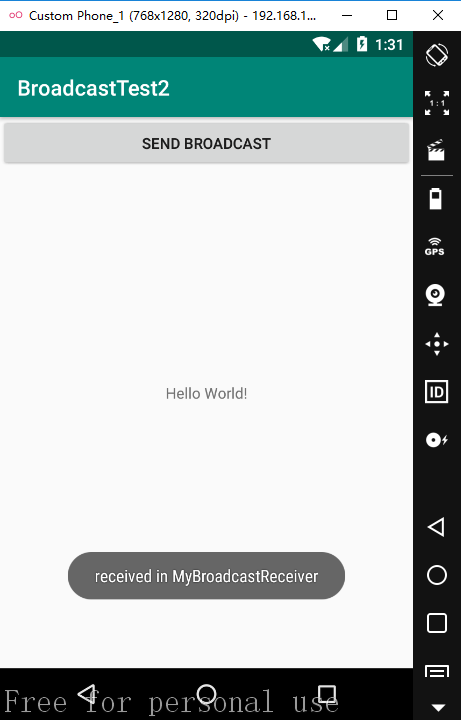 Custom Phone_1 (768x1280, 320dpi) - 192.168.1...
1:31
BroadcastTest2
SEND BROADCAST
1:1
GPS
Hello World!
ID
received in MyBroadcastReceiver
Free for personal use